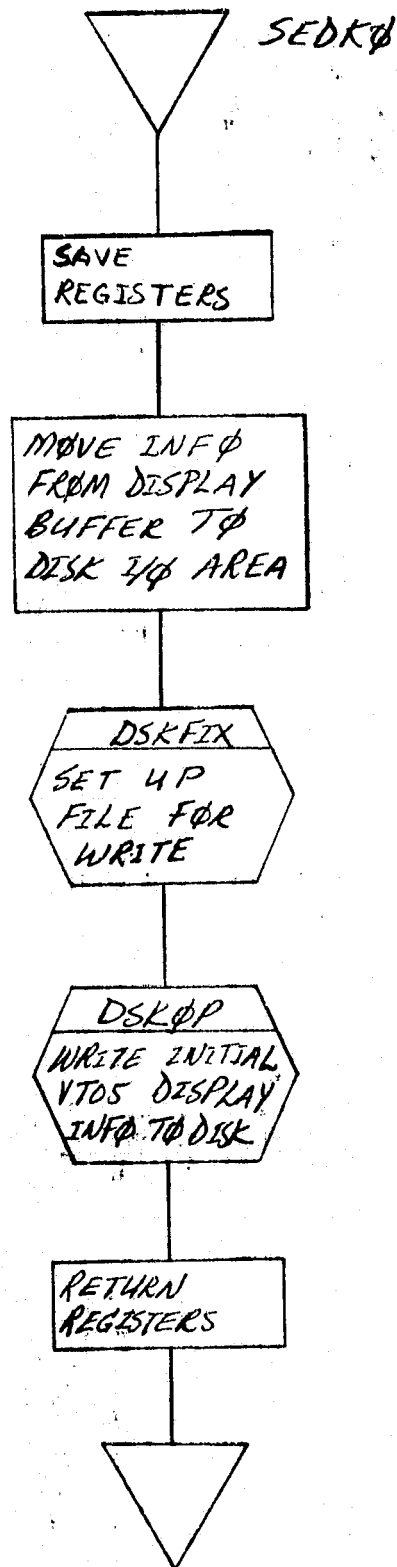 SEDKØ
SAVE
REGISTERS
MØVE INFØ
FRØM DISPLAY
BUFFER TØ
DISK I/Ø AREA
DSKFIX
SET UP
FILE FØR
WRITE
DSKØP
WRITE INITIAL
VT05 DISPLAY
INFØ TØ DISK
RETURN
REGISTERS